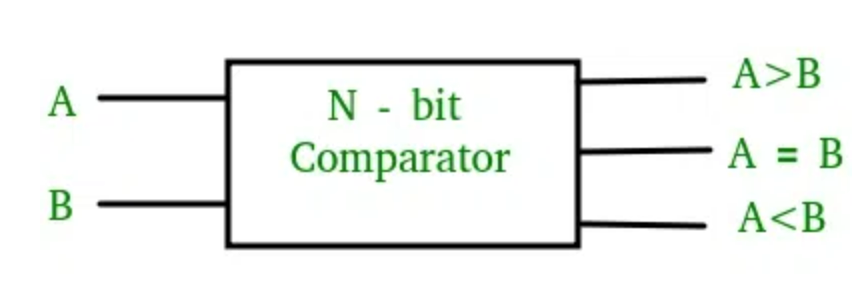 A
B
N - bit
Comparator
A>B
A = B
A<B